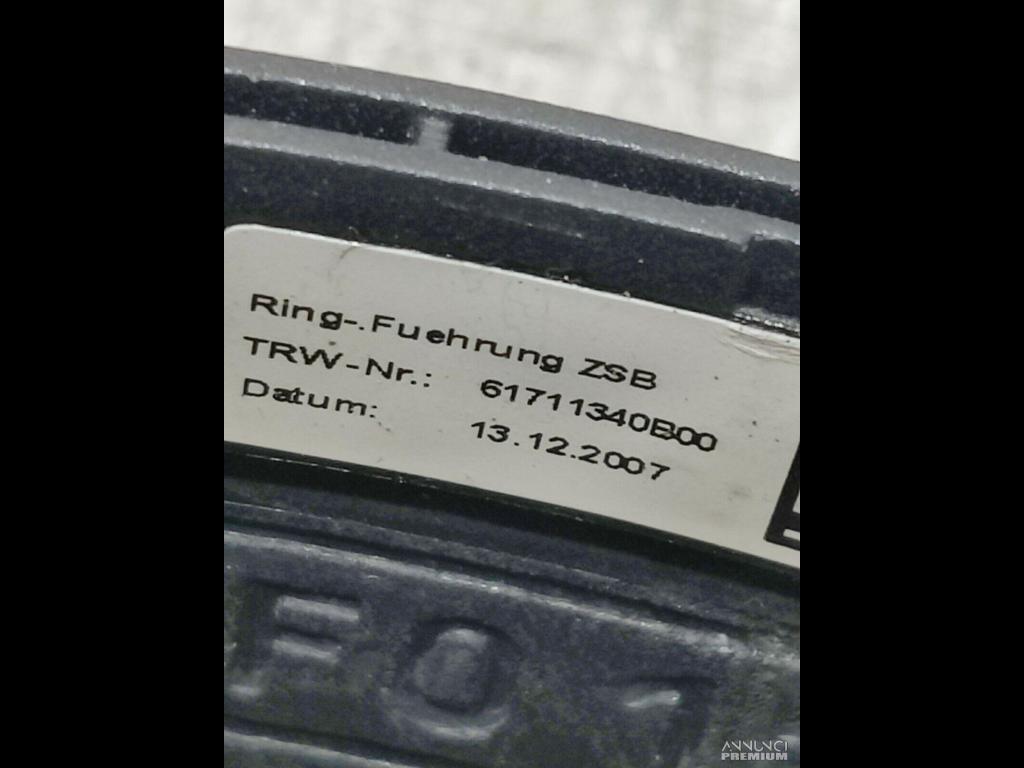 Ring-.Fuehrung ZSB
TRW-Nr.: 61711340B00
Datum: 13.12.2007
ANNUNCI
PREMIUM